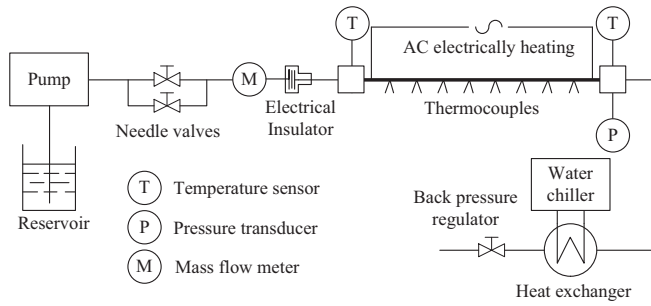 T
T
AC electrically heating
Pump
M
Electrical
Insulator
Thermocouples
Needle valves
P
Reservoir
T Temperature sensor
P Pressure transducer
M Mass flow meter
Water
chiller
Back pressure
regulator
Heat exchanger